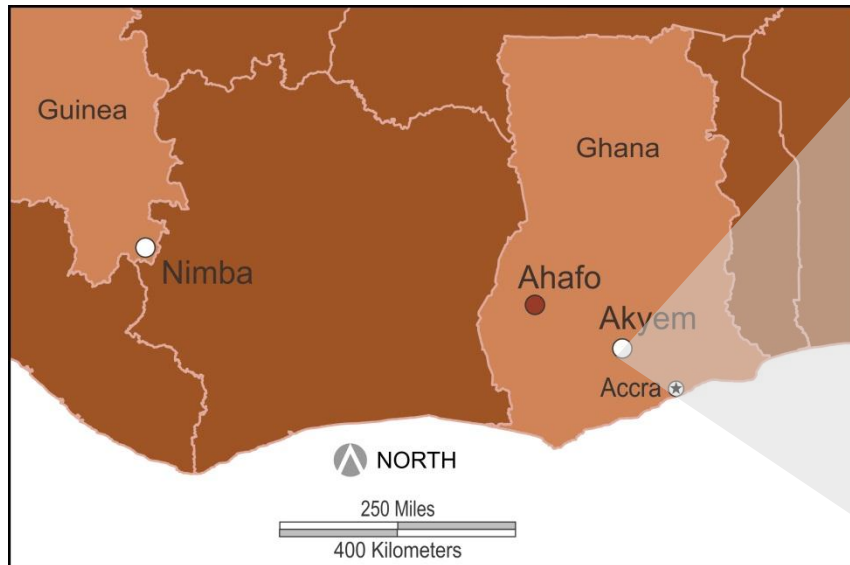 Guinea
Ghana
Nimba
Ahafo
Akyem
Accra
NORTH
250 Miles
400 Kilometers